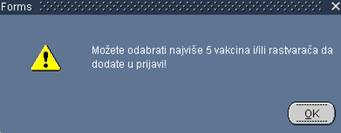 Forms
Možete odabrati najviše 5 vakcina i/ili rastvarača da
dodate u prijavi!
OK